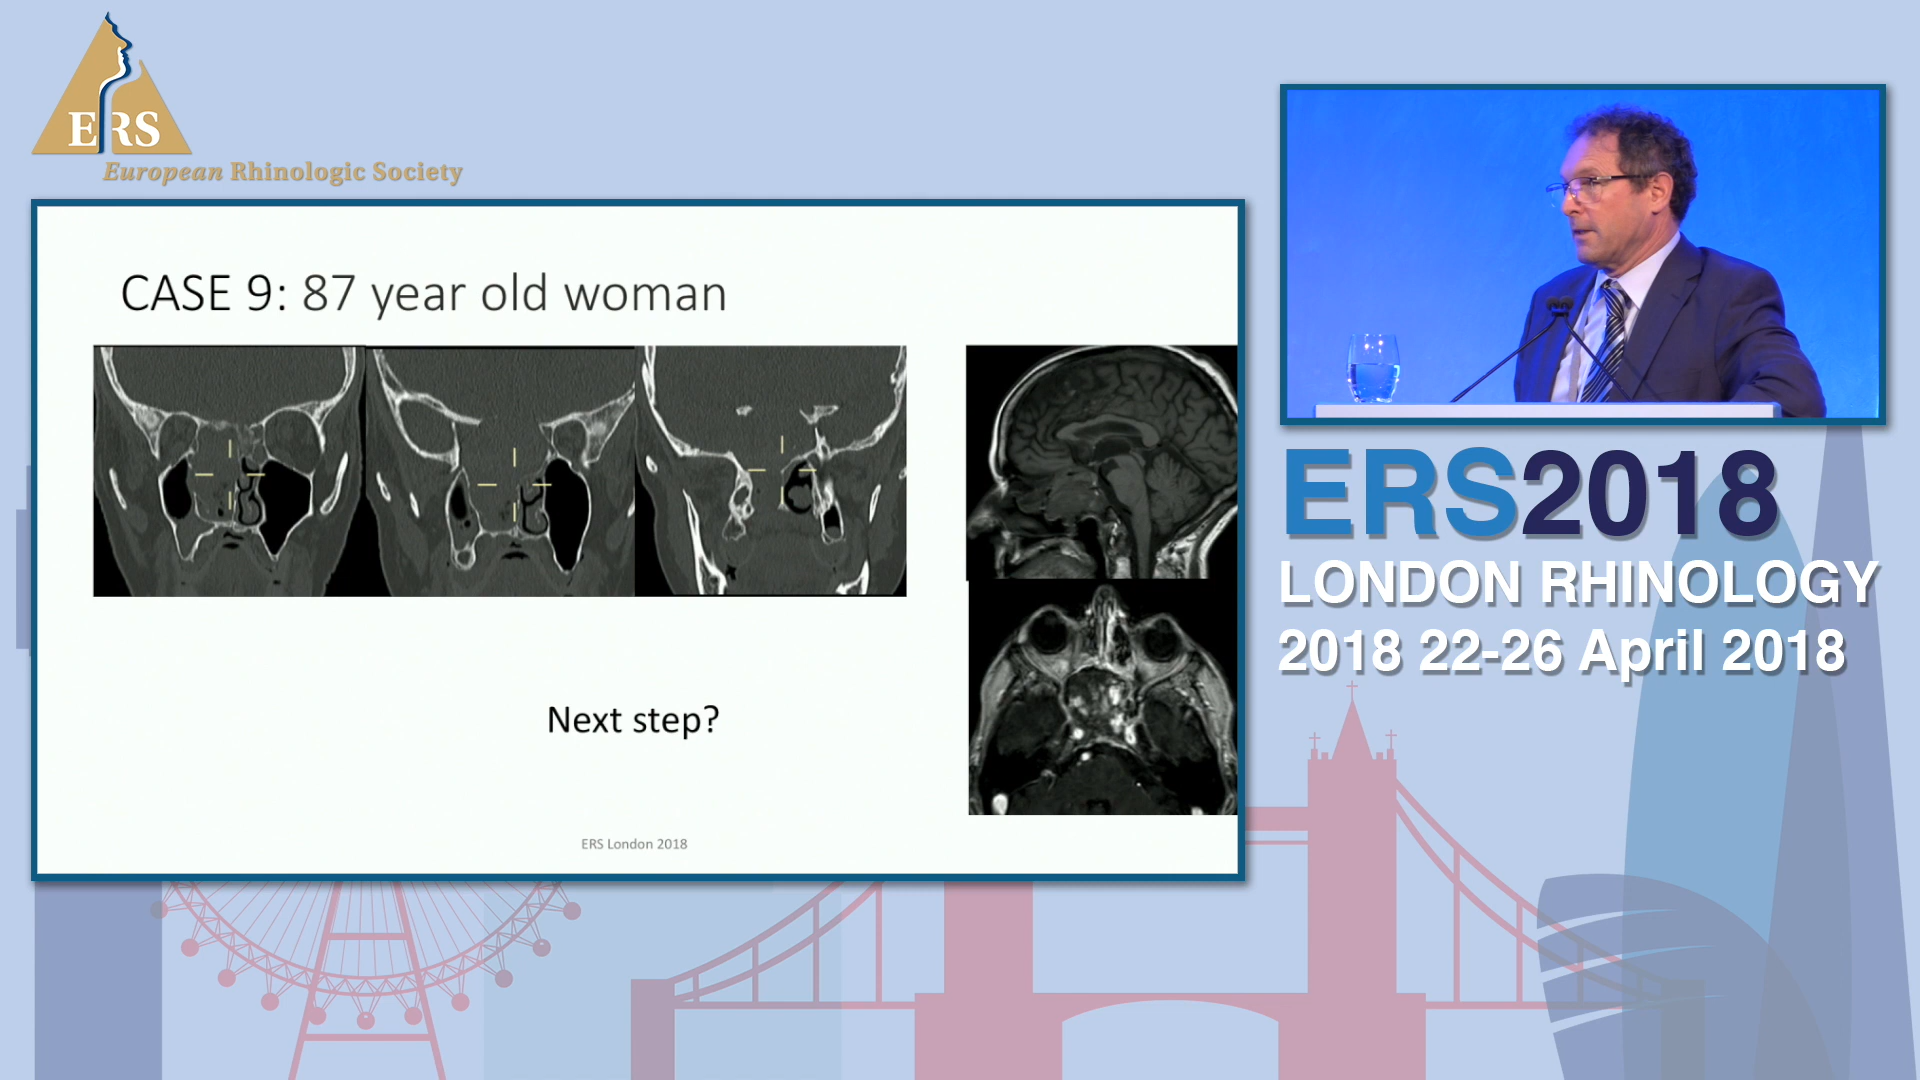 ERS
European Rhinologic Society
CASE 9: 87 year old woman
Next step?
ERS London 2018
ERS2018
LONDON RHINOLOGY
2018 22-26 April 2018